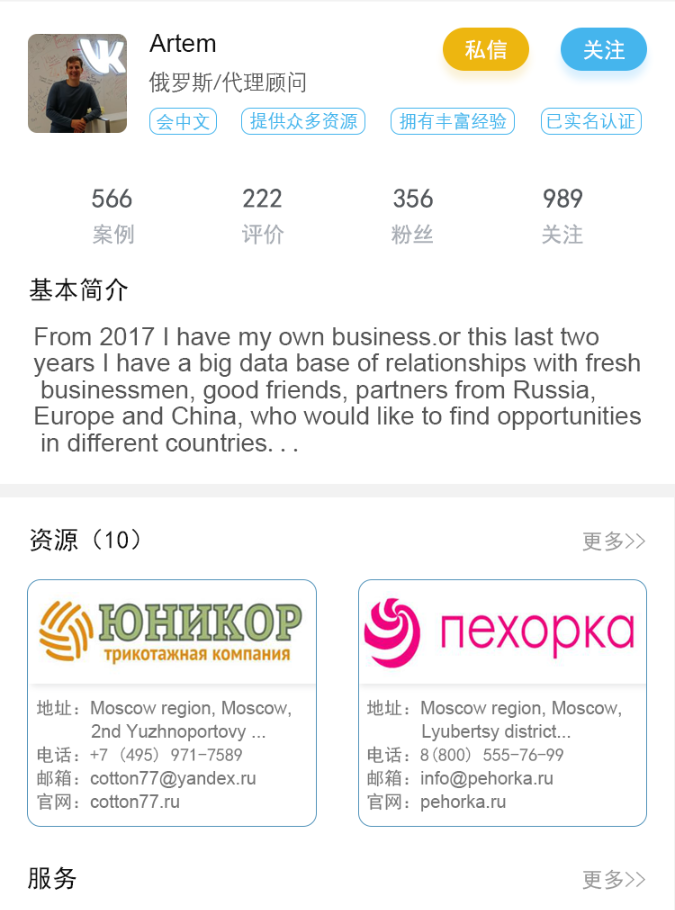 Artem
私信
关注
俄罗斯/代理顾问
会中文
提供众多资源
拥有丰富经验
已实名认证
566
222
356
989
案例
评价
粉丝
关注
基本简介
From 2017 I have my own business.or this last two
years I have a big data base of relationships with fresh
businessmen, good friends, partners from Russia,
Europe and China, who would like to find opportunities
in different countries. . .
资源（10）
更多>>
ЮНИКОР
трикотажная компания
地址：Moscow region, Moscow,
2nd Yuzhnoportovy ...
电话：+7（495）971-7589
邮箱：cotton77@yandex.ru
官网：cotton77.ru
пехорка
地址：Moscow region, Moscow,
Lyubertsy district...
电话：8(800) 555-76-99
邮箱：info@pehorka.ru
官网：pehorka.ru
服务
更多>>